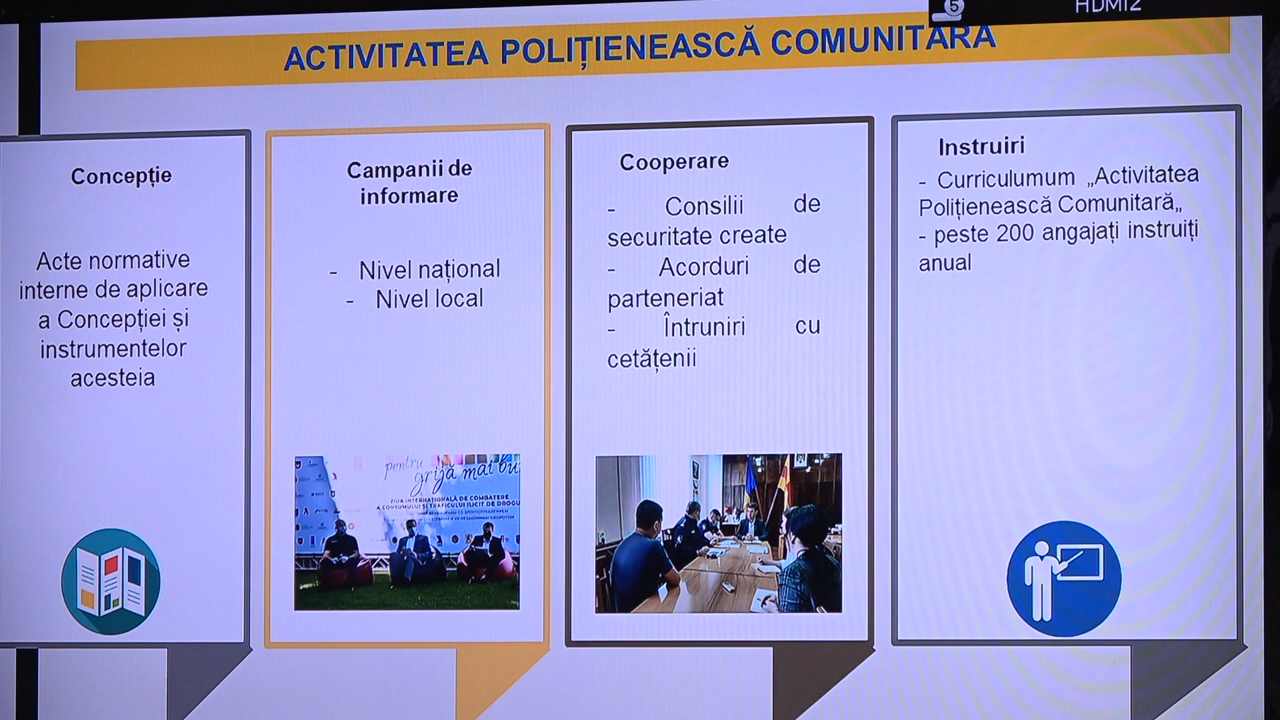 5 HDMI2
ACTIVITATEA POLIȚIENEASCĂ COMUNITARĂ
Concepție
Acte normative
interne de aplicare
a Concepției și
instrumentelor
acesteia
Campanii de
informare
- Nivel național
- Nivel local
pentru
grijă mai bu
ZIUA INTERNAȚIONALĂ DE COMBATERE
A CONSUMULUI ȘI TRAFICULUI ILICIT DE DROGU
Cooperare
- Consilii de
securitate create
- Acorduri de
parteneriat
- Întruniri cu
cetățenii
Instruiri
- Curriculumum „Activitatea
Polițienească Comunitară„
- peste 200 angajați instruiți
anual